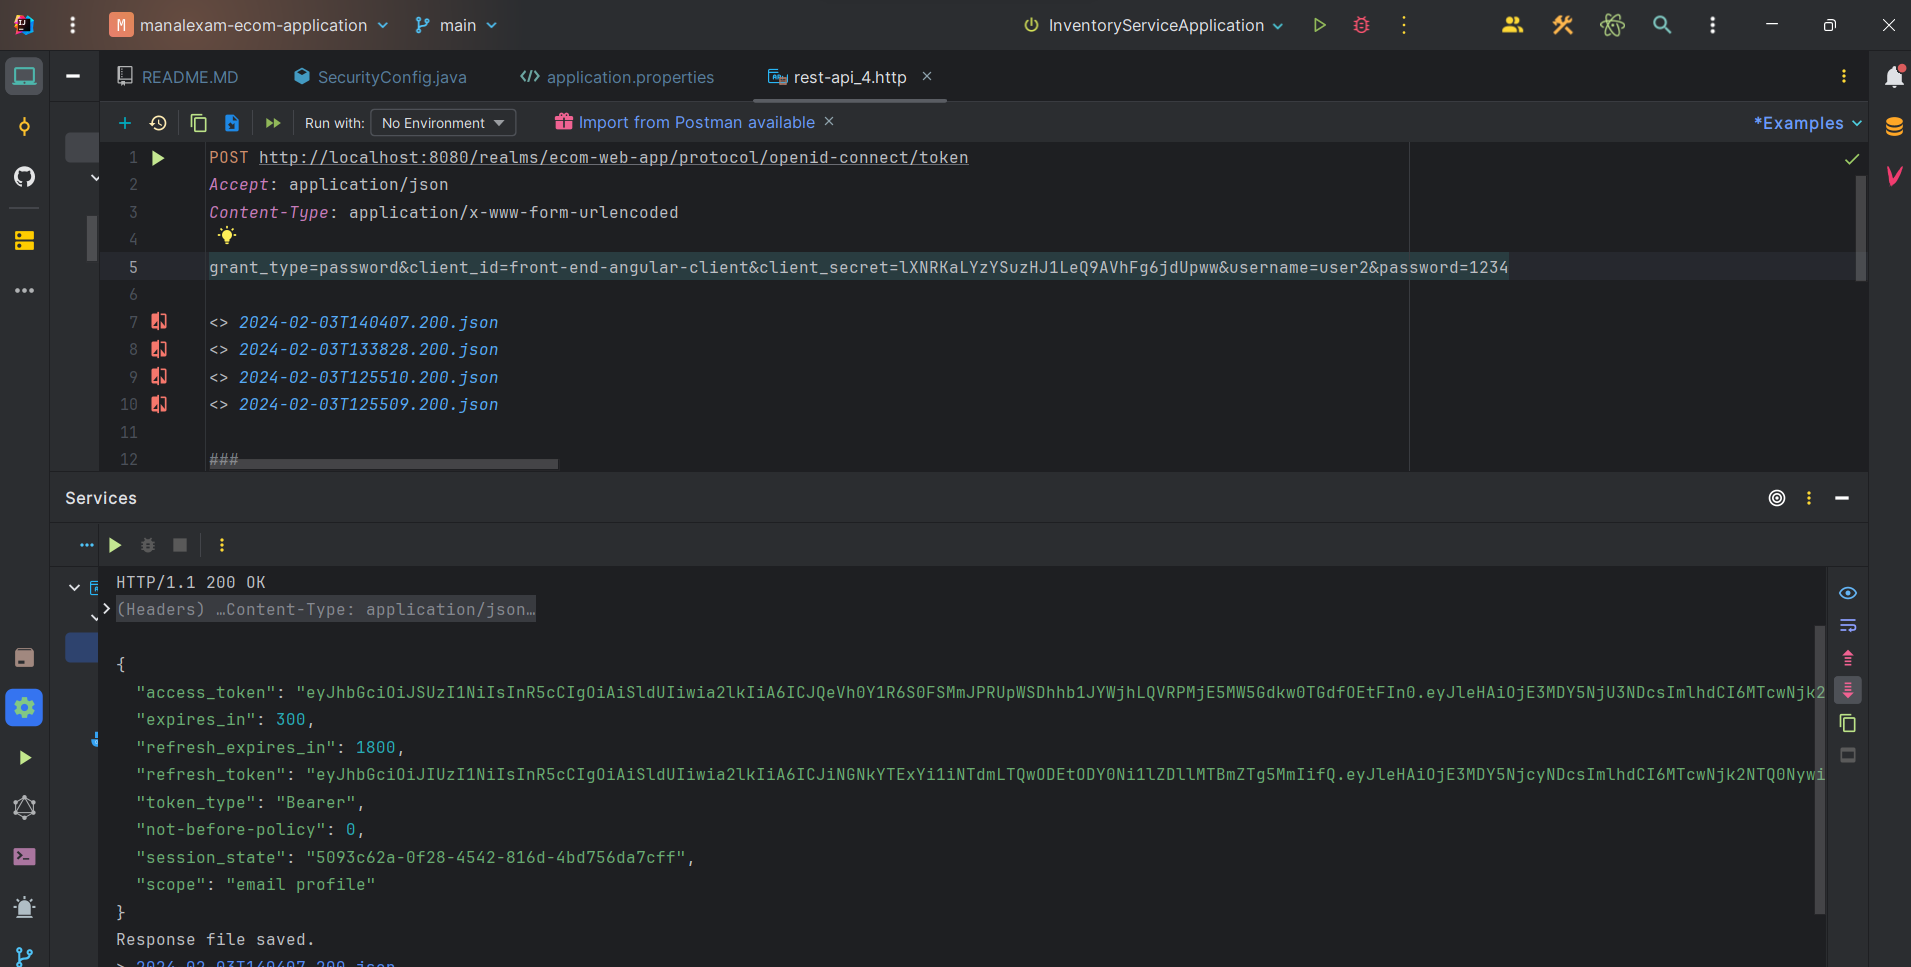 M manalexam-ecom-application main InventoryServiceApplication
README.MD SecurityConfig.java application.properties rest-api_4.http
Run with: No Environment Import from Postman available *Examples
1 POST http://localhost:8080/realms/ecom-web-app/protocol/openid-connect/token
2 Accept: application/json
3 Content-Type: application/x-www-form-urlencoded
4
5 grant_type=password&client_id=front-end-angular-client&client_secret=lXNRKaLYzYSuzHJ1LeQ9AVhFg6jdUpww&username=user2&password=1234
6
7 <> 2024-02-03T140407.200.json
8 <> 2024-02-03T133828.200.json
9 <> 2024-02-03T125510.200.json
10 <> 2024-02-03T125509.200.json
11
12 ###
Services
HTTP/1.1 200 OK
(Headers) …Content-Type: application/json…
{
"access_token": "eyJhbGciOiJSUzI1NiIsInR5cCIgOiAiSldUIiwia2lkIiA6ICJQeVh0Y1R6S0FSMmJPRUpWSDhhb1JYWjhLQVRPMjE5MW5Gdkw0TGdfOEtFIn0.eyJleHAiOjE3MDY5NjU3NDcsImlhdCI6MTcwNjk2
"expires_in": 300,
"refresh_expires_in": 1800,
"refresh_token": "eyJhbGciOiJIUzI1NiIsInR5cCIgOiAiSldUIiwia2lkIiA6ICJiNGNkYTExYi1iNTdmLTQwODEtODY0Ni1lZDllMTBmZTg5MmIifQ.eyJleHAiOjE3MDY5NjcyNDcsImlhdCI6MTcwNjk2NTQ0Nywi
"token_type": "Bearer",
"not-before-policy": 0,
"session_state": "5093c62a-0f28-4542-816d-4bd756da7cff",
"scope": "email profile"
}
Response file saved.
> 2024-02-03T140407.200.json